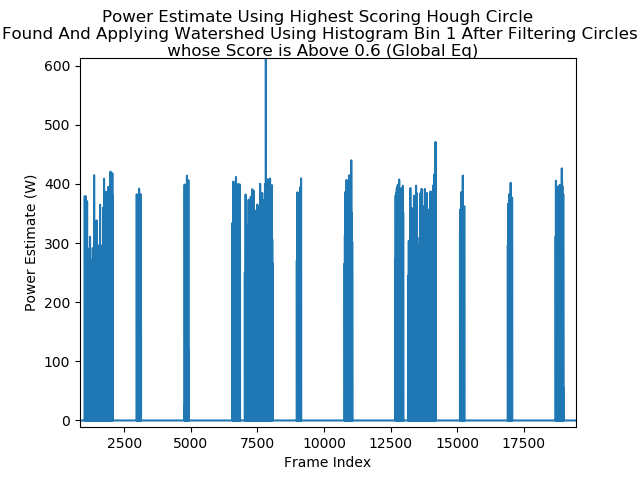 Power Estimate Using Highest Scoring Hough Circle
Found And Applying Watershed Using Histogram Bin 1 After Filtering Circles
whose Score is Above 0.6 (Global Eq)
600
500
400
300
200
100
0
Power Estimate (W)
2500 5000 7500 10000 12500 15000 17500
Frame Index